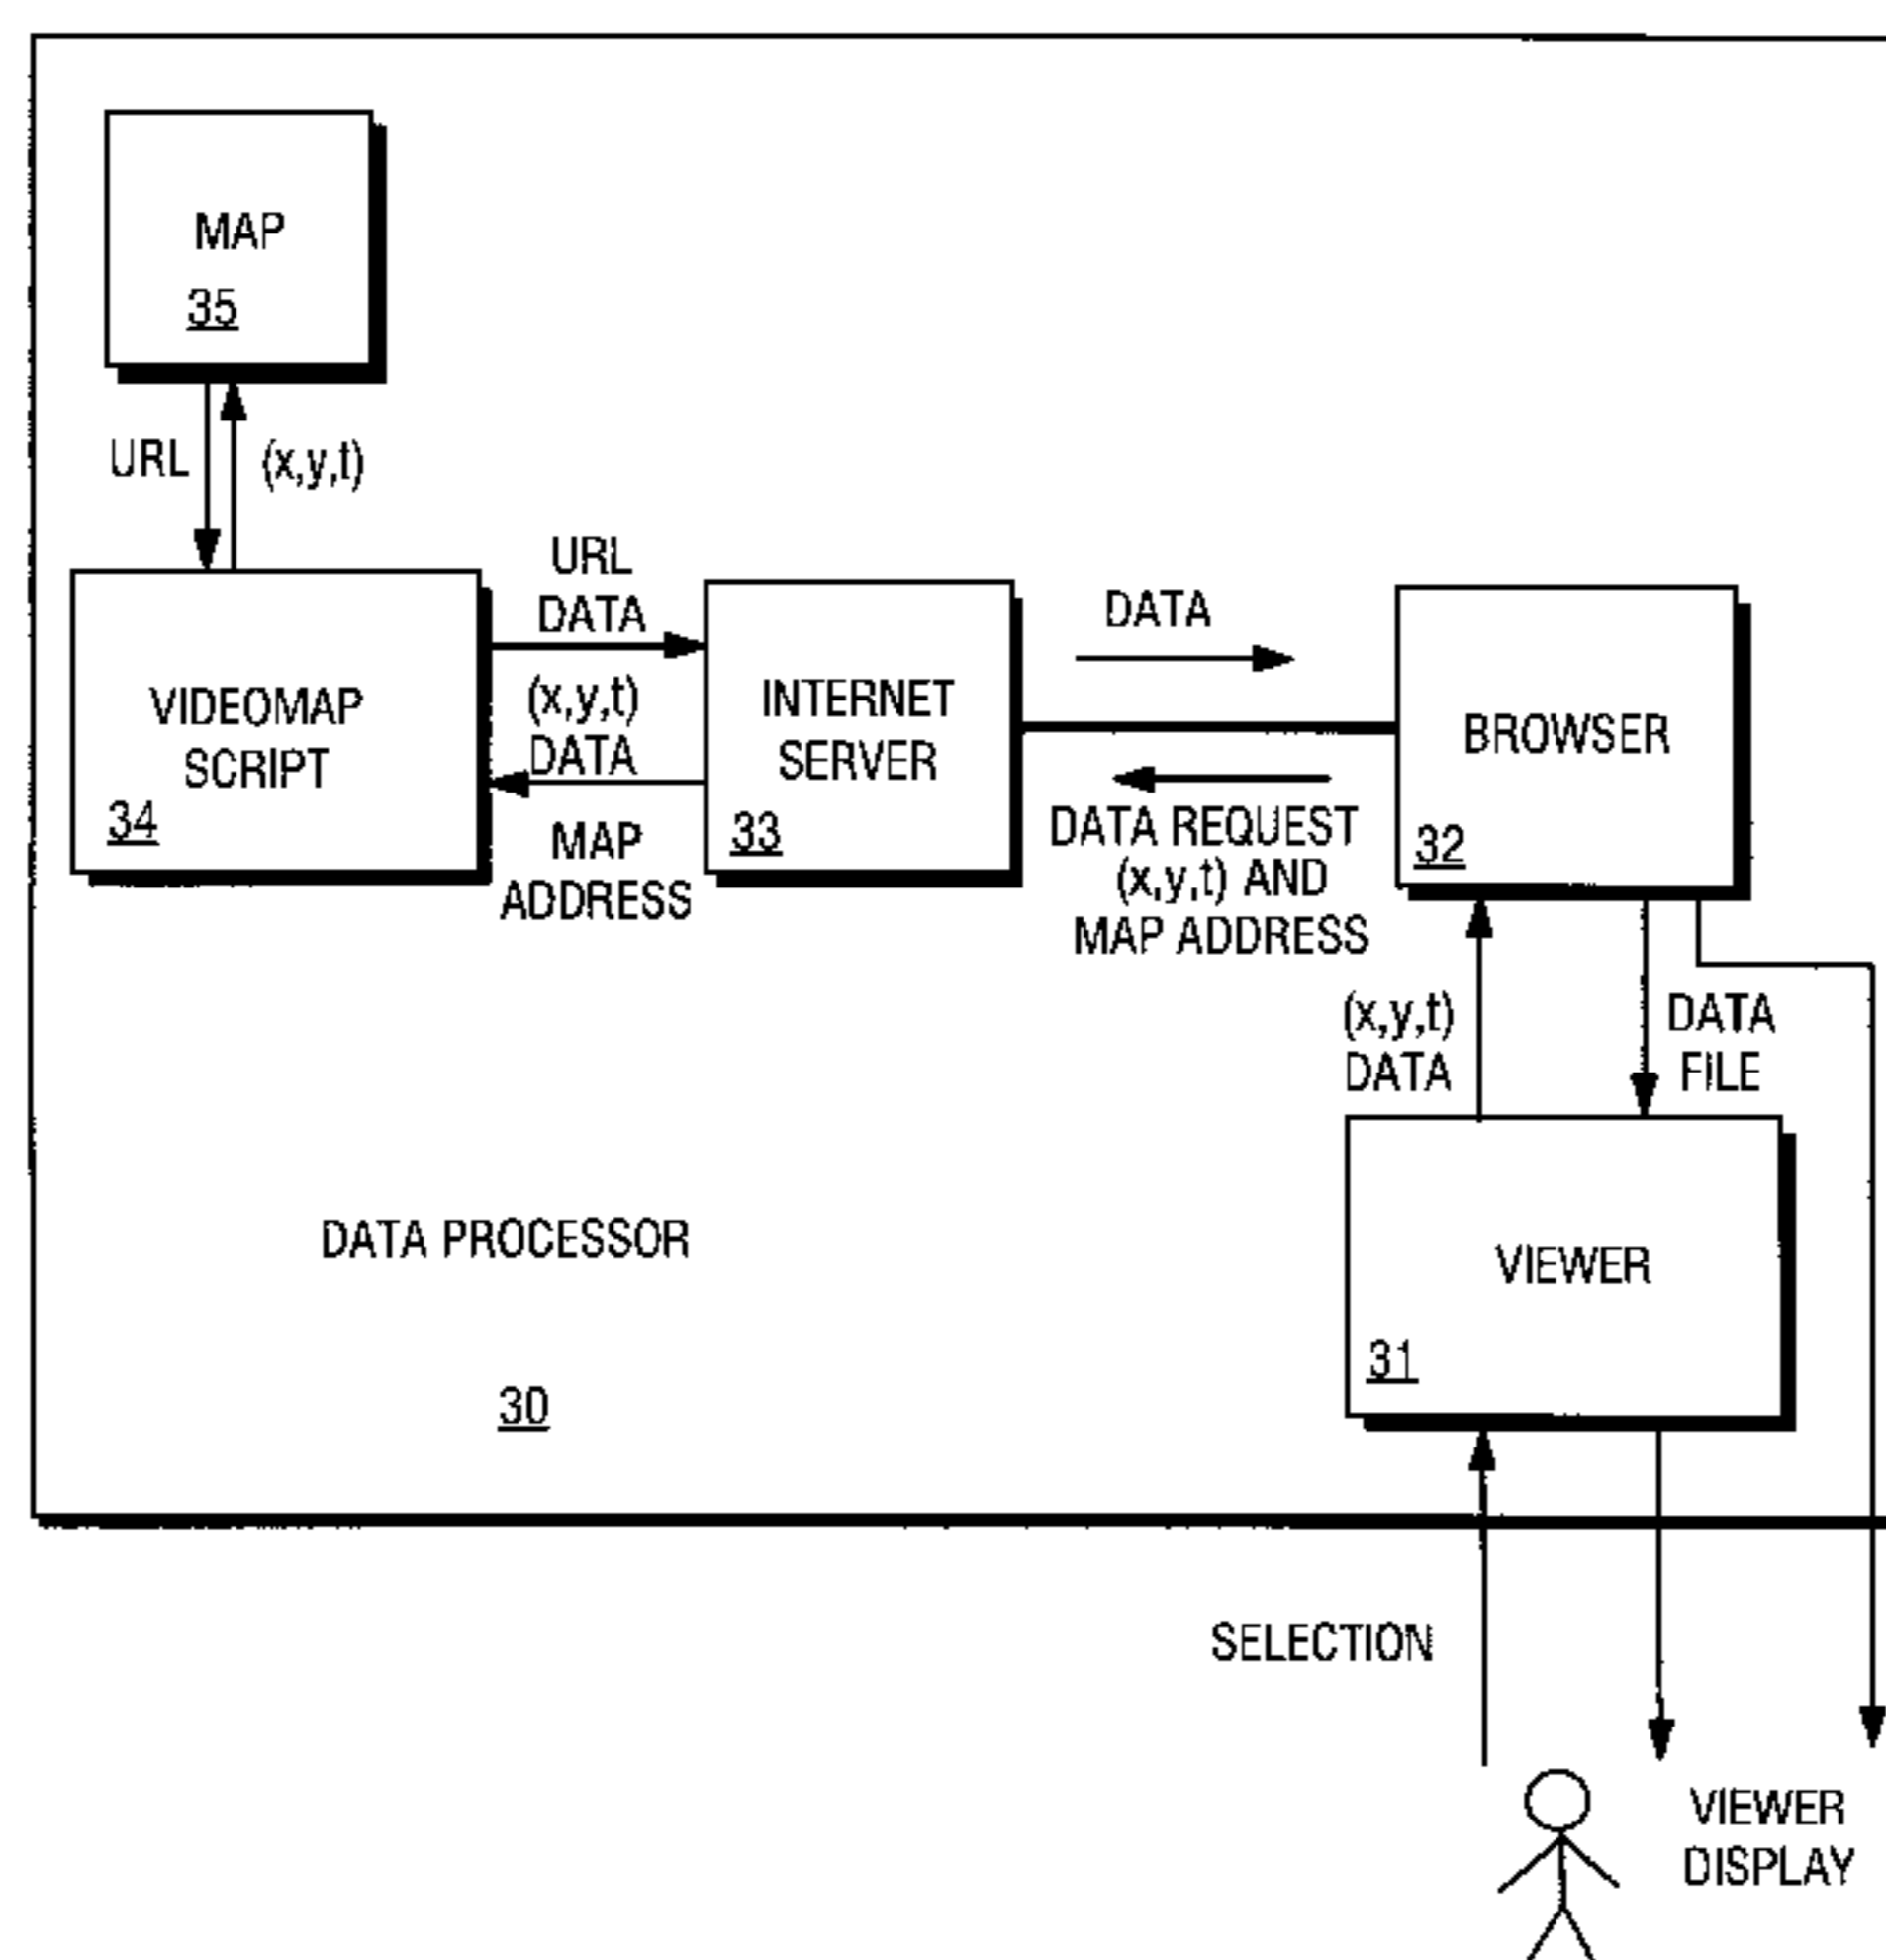 MAP
35
URL
(x,y,t)
URL
DATA
(x,y,t)
DATA
MAP
ADDRESS
VIDEOMAP
SCRIPT
34
INTERNET
SERVER
33
DATA
DATA REQUEST
(x,y,t) AND
MAP ADDRESS
BROWSER
32
(x,y,t)
DATA
DATA
FILE
VIEWER
31
DATA PROCESSOR
30
SELECTION
VIEWER
DISPLAY